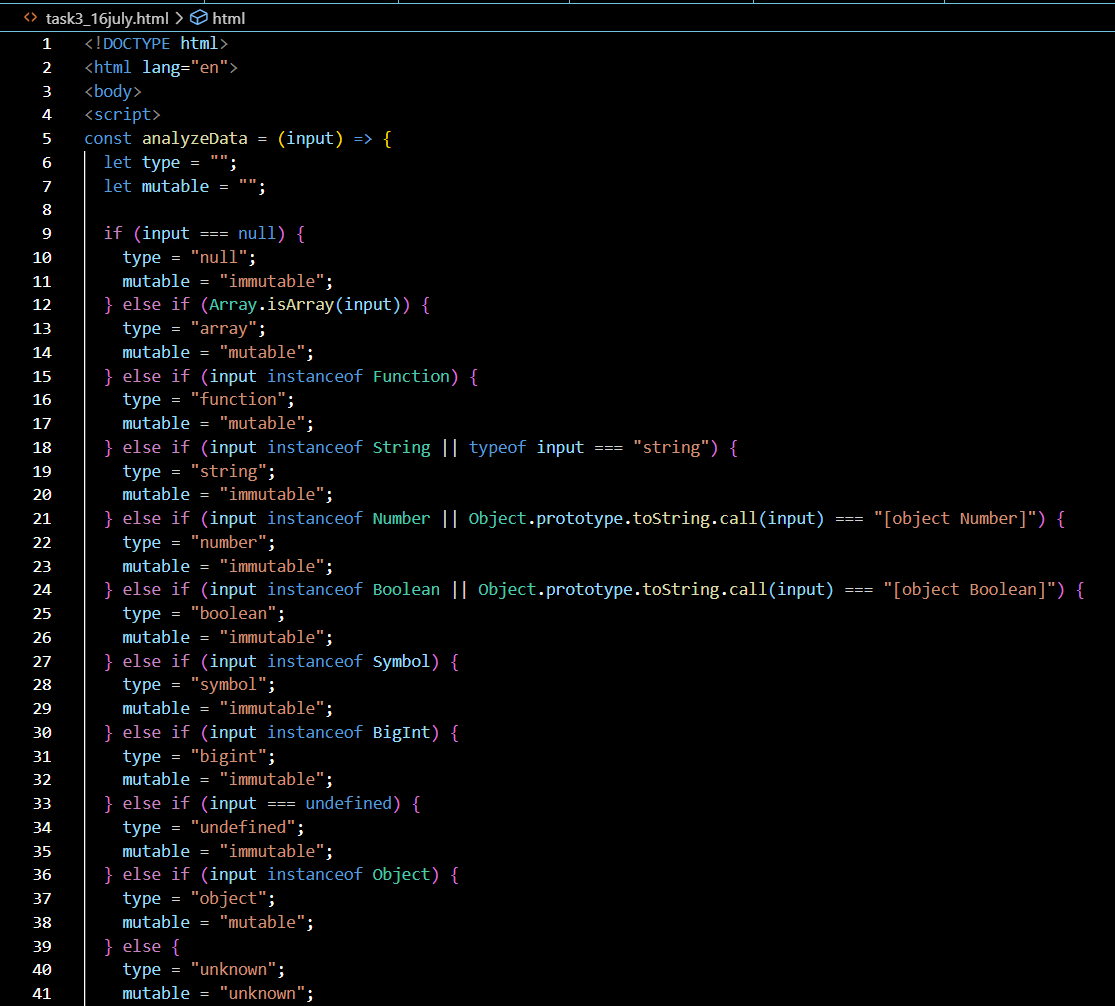 task3_16july.html > html
1 <!DOCTYPE html>
2 <html lang="en">
3 <body>
4 <script>
5 const analyzeData = (input) => {
6   let type = "";
7   let mutable = "";
8
9   if (input === null) {
10     type = "null";
11     mutable = "immutable";
12   } else if (Array.isArray(input)) {
13     type = "array";
14     mutable = "mutable";
15   } else if (input instanceof Function) {
16     type = "function";
17     mutable = "mutable";
18   } else if (input instanceof String || typeof input === "string") {
19     type = "string";
20     mutable = "immutable";
21   } else if (input instanceof Number || Object.prototype.toString.call(input) === "[object Number]") {
22     type = "number";
23     mutable = "immutable";
24   } else if (input instanceof Boolean || Object.prototype.toString.call(input) === "[object Boolean]") {
25     type = "boolean";
26     mutable = "immutable";
27   } else if (input instanceof Symbol) {
28     type = "symbol";
29     mutable = "immutable";
30   } else if (input instanceof BigInt) {
31     type = "bigint";
32     mutable = "immutable";
33   } else if (input === undefined) {
34     type = "undefined";
35     mutable = "immutable";
36   } else if (input instanceof Object) {
37     type = "object";
38     mutable = "mutable";
39   } else {
40     type = "unknown";
41     mutable = "unknown";